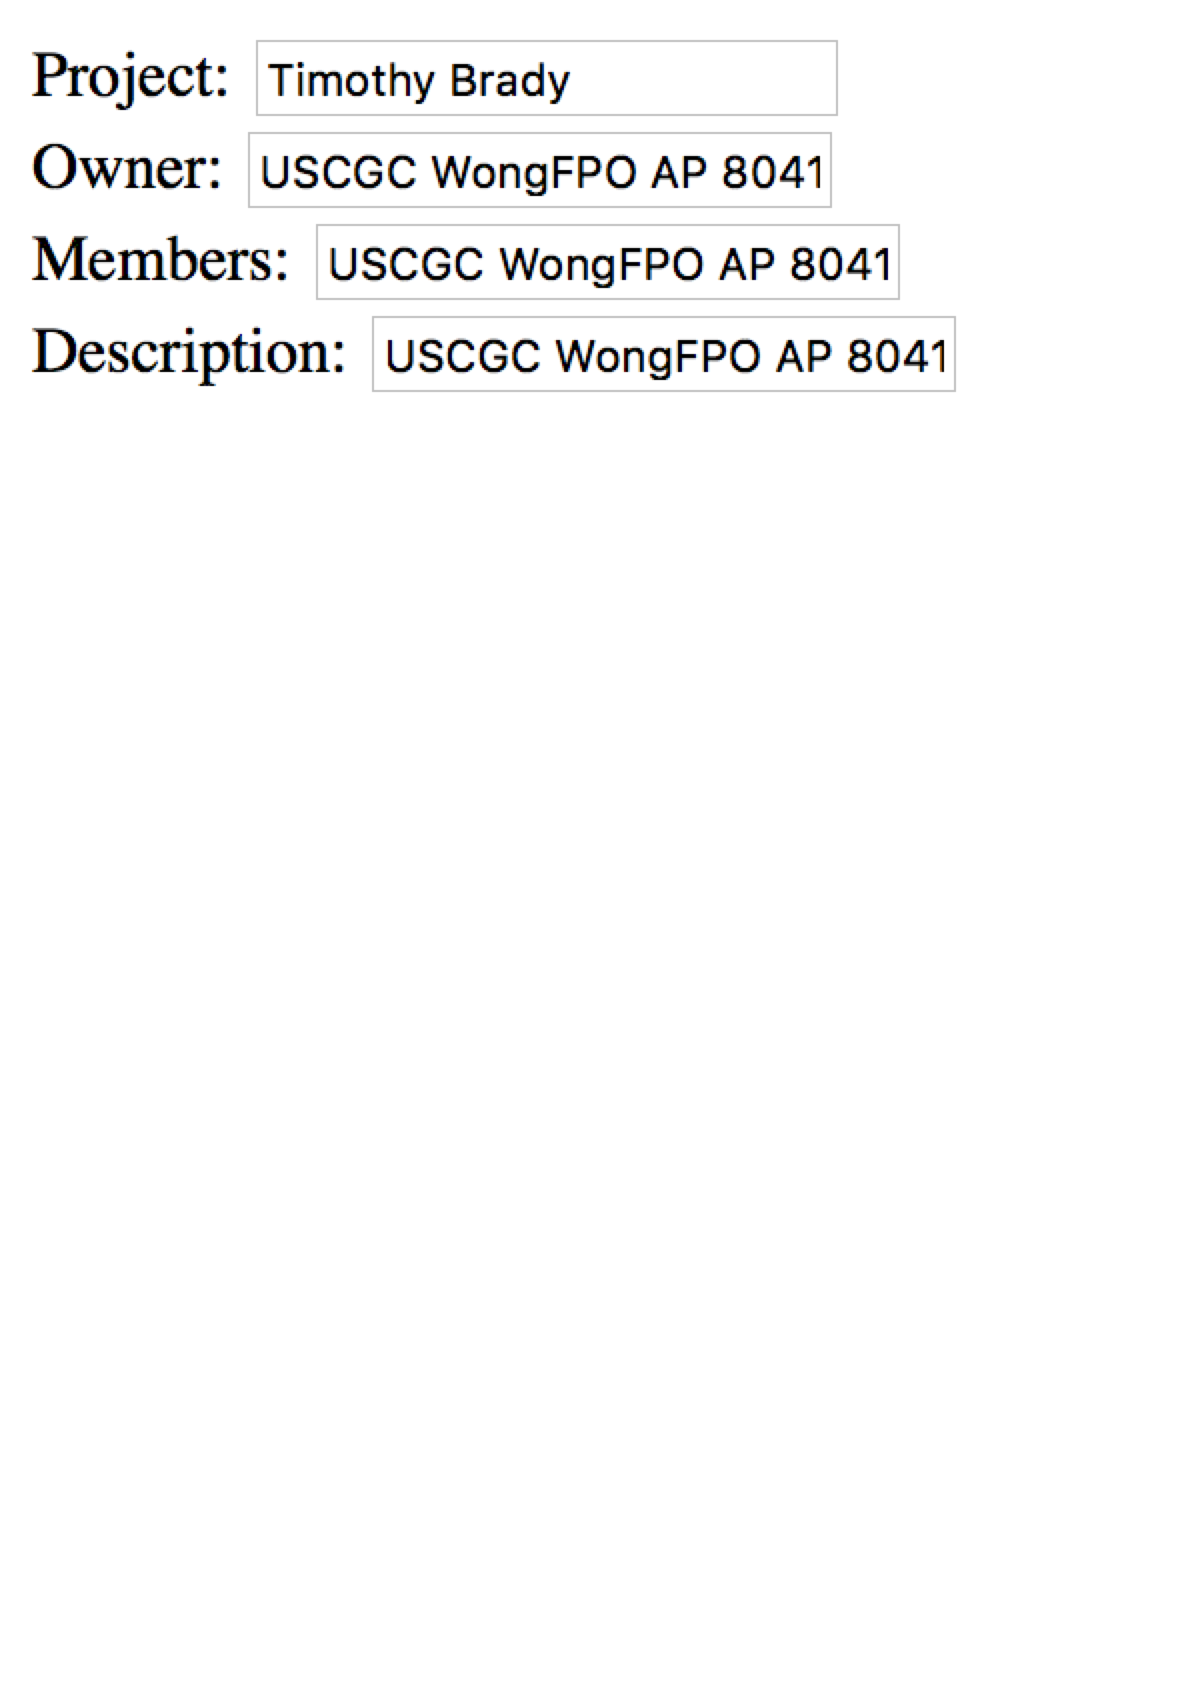 Project: Timothy Brady
Owner: USCGC WongFPO AP 8041
Members: USCGC WongFPO AP 8041
Description: USCGC WongFPO AP 8041